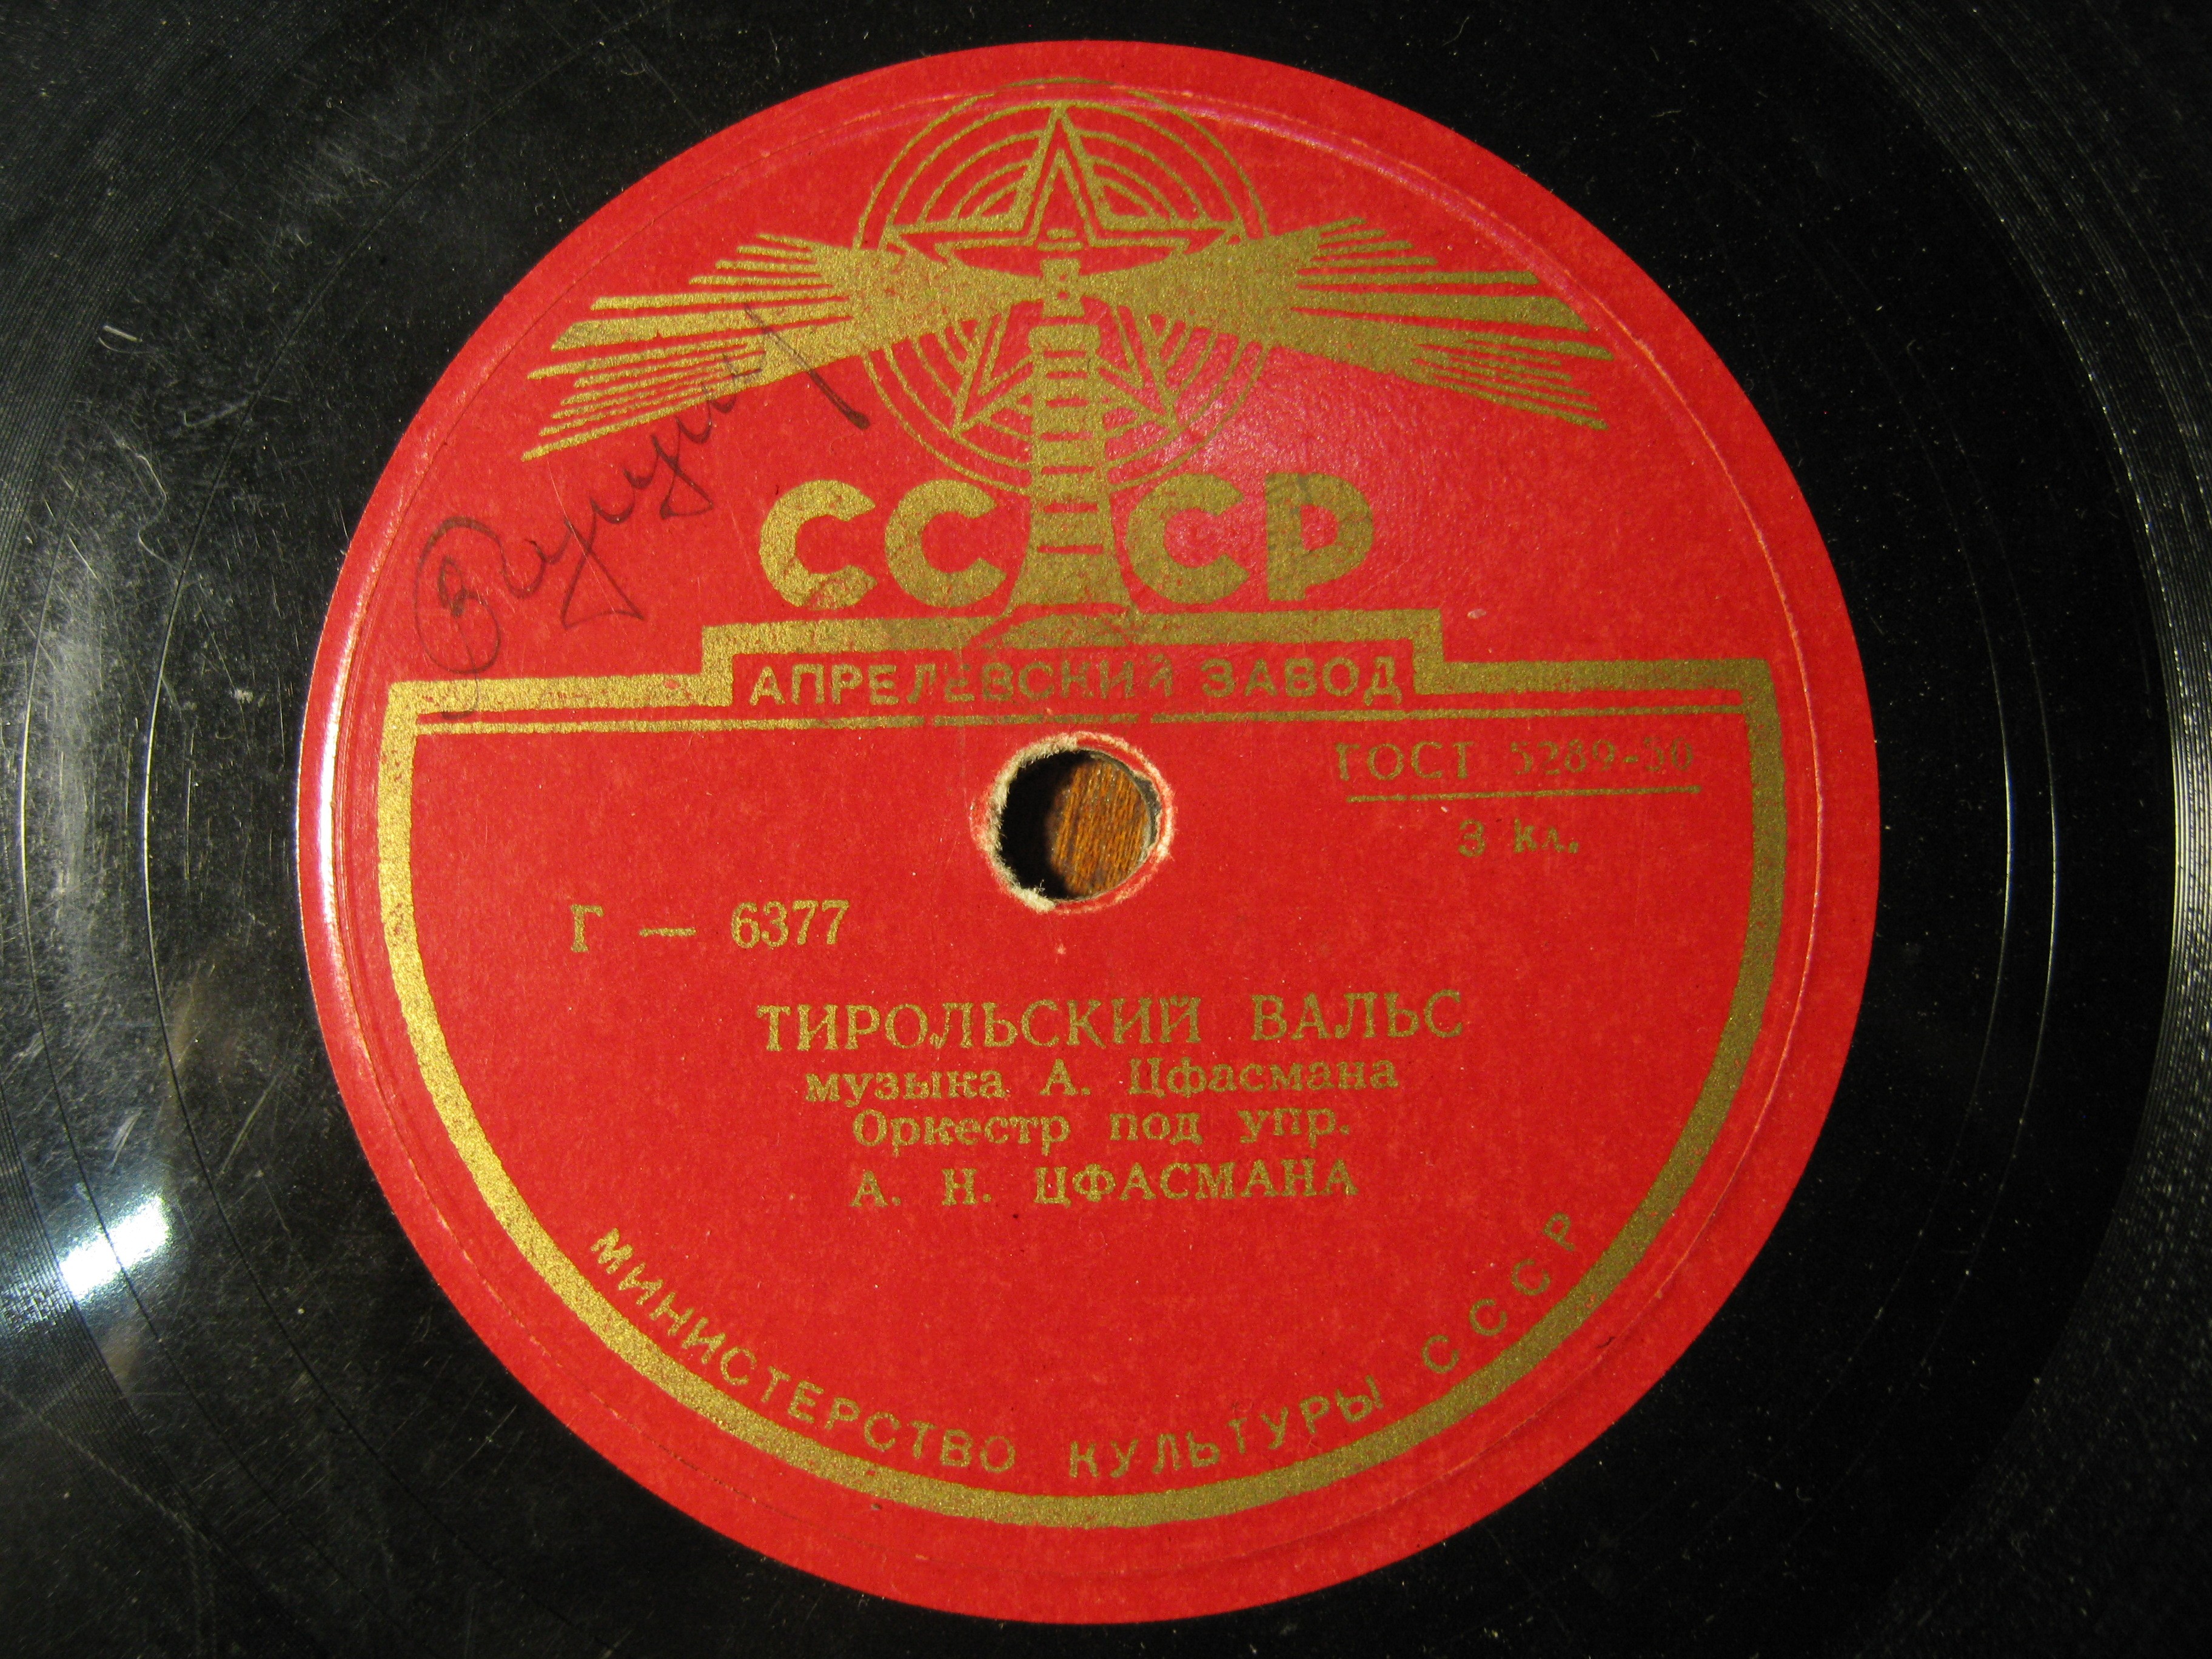 СССР
АПРЕЛЕВСКИЙ ЗАВОД
ГОСТ 5289-50
3 кл.
Г — 6377
ТИРОЛЬСКИЙ ВАЛЬС
музыка А. Цфасмана
Оркестр под упр.
А. Н. ЦФАСМАНА
МИНИСТЕРСТВО КУЛЬТУРЫ СССР